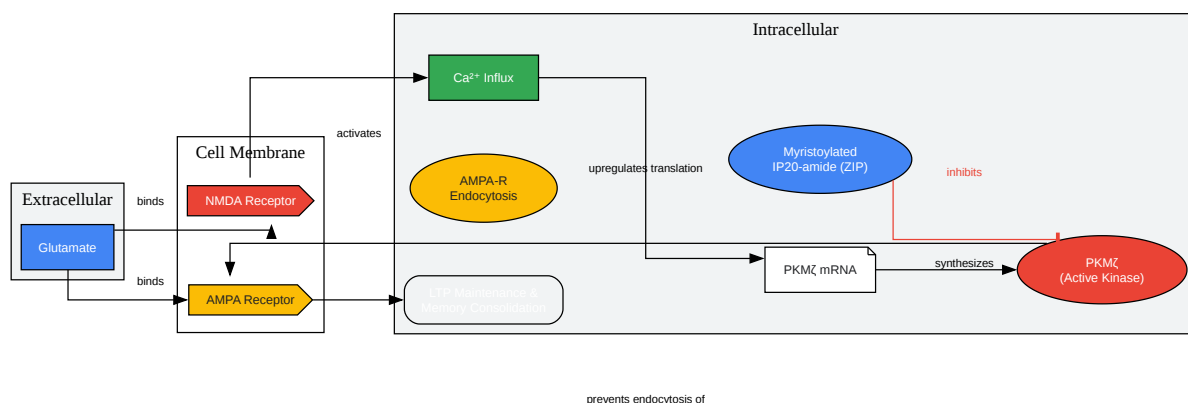 Intracellular
Ca²⁺ Influx
activates
Cell Membrane
Myristoylated
IP20-amide (ZIP)
upregulates translation
inhibits
AMPA-R
Endocytosis
Extracellular
binds
NMDA Receptor
Glutamate
PKMζ mRNA
synthesizes
PKMζ
(Active Kinase)
binds
AMPA Receptor
LTP Maintenance &
Memory Consolidation
prevents endocytosis of